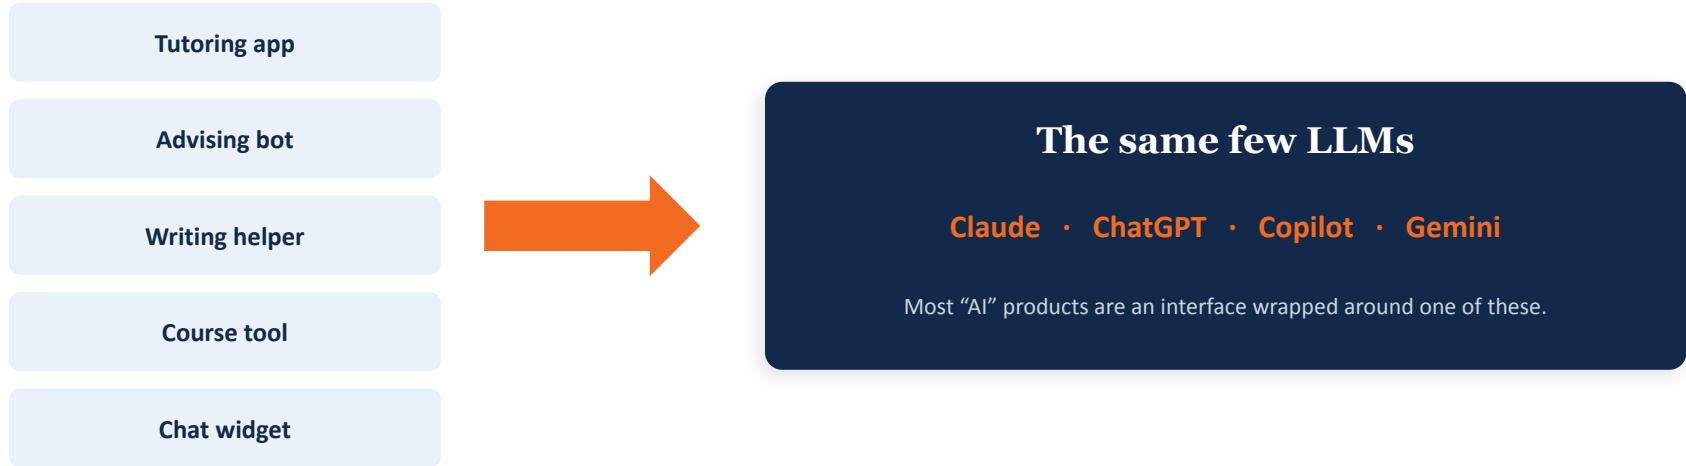 Tutoring app
Advising bot
Writing helper
Course tool
Chat widget
The same few LLMs
Claude · ChatGPT · Copilot · Gemini
Most “AI” products are an interface wrapped around one of these.